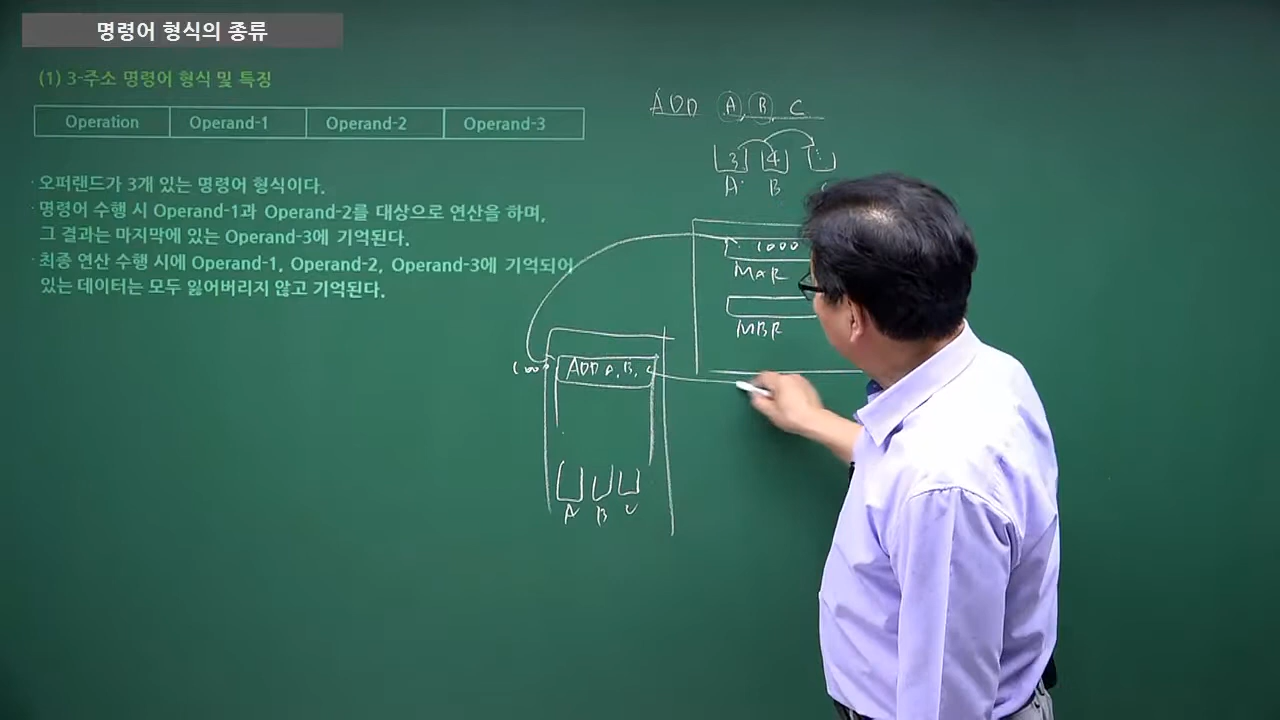 명령어 형식의 종류
(1) 3-주소 명령어 형식 및 특징
Operation Operand-1 Operand-2 Operand-3
· 오퍼랜드가 3개 있는 명령어 형식이다.
· 명령어 수행 시 Operand-1과 Operand-2를 대상으로 연산을 하며,
그 결과는 마지막에 있는 Operand-3에 기억된다.
· 최종 연산 수행 시에 Operand-1, Operand-2, Operand-3에 기억되어
있는 데이터는 모두 잃어버리지 않고 기억된다.
ADD A, B, C
3 4
A B
1000
MAR
MBR
ADD A, B, C
A B C